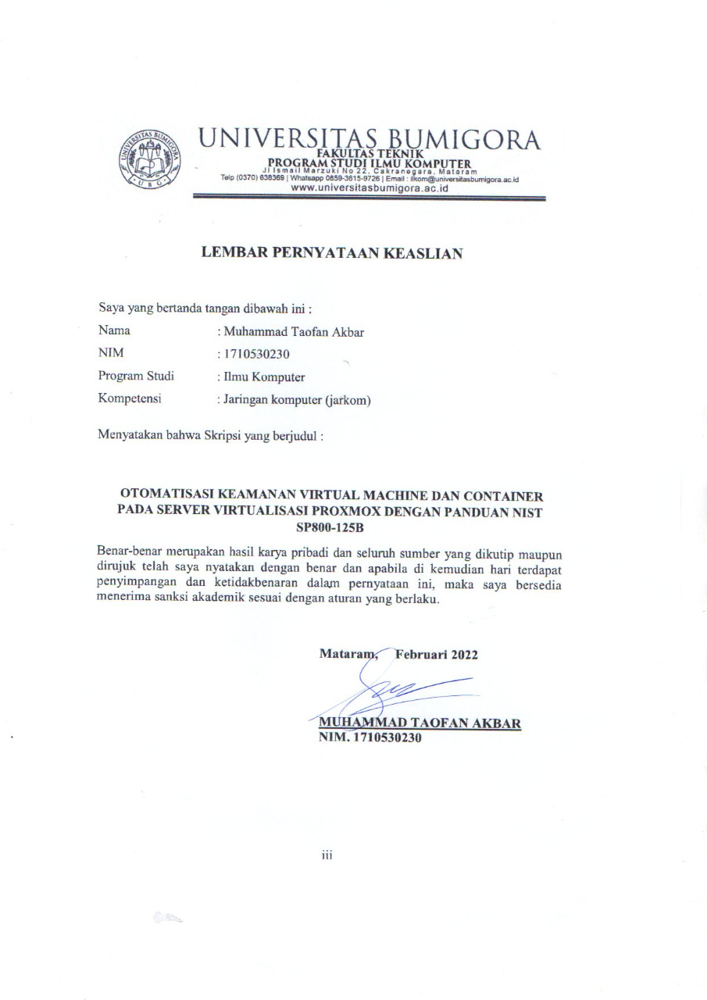 UNIVERSITAS BUMIGORA
FAKULTAS TEKNIK
PROGRAM STUDI ILMU KOMPUTER
Jl Ismail Marzuki No 22, Cakranegara, Mataram
Telp (0370) 638369 | Whatsapp 0859-3615-9726 | Email : ilkom@universitasbumigora.ac.id
www.universitasbumigora.ac.id
UNIVERSITAS BUMIGORA
U B G
LEMBAR PERNYATAAN KEASLIAN
Saya yang bertanda tangan dibawah ini :
Nama : Muhammad Taofan Akbar
NIM : 1710530230
Program Studi : Ilmu Komputer
Kompetensi : Jaringan komputer (jarkom)
Menyatakan bahwa Skripsi yang berjudul :
OTOMATISASI KEAMANAN VIRTUAL MACHINE DAN CONTAINER
PADA SERVER VIRTUALISASI PROXMOX DENGAN PANDUAN NIST
SP800-125B
Benar-benar merupakan hasil karya pribadi dan seluruh sumber yang dikutip maupun
dirujuk telah saya nyatakan dengan benar dan apabila di kemudian hari terdapat
penyimpangan dan ketidakbenaran dalam pernyataan ini, maka saya bersedia
menerima sanksi akademik sesuai dengan aturan yang berlaku.
Mataram, Februari 2022
MUHAMMAD TAOFAN AKBAR
NIM. 1710530230
iii